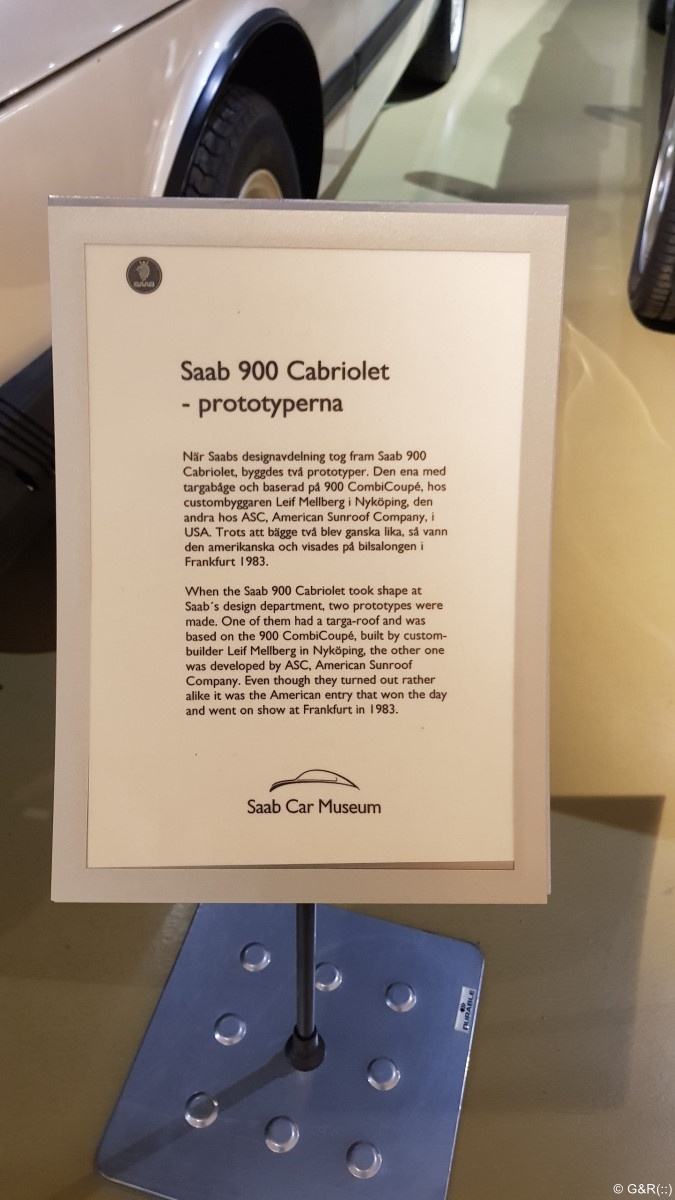 SAAB
Saab 900 Cabriolet
- prototyperna
När Saabs designavdelning tog fram Saab 900
Cabriolet, byggdes två prototyper. Den ena med
targabåge och baserad på 900 CombiCoupé, hos
custombyggaren Leif Mellberg i Nyköping, den
andra hos ASC, American Sunroof Company, i
USA. Trots att bägge två blev ganska lika, så vann
den amerikanska och visades på bilsalongen i
Frankfurt 1983.
When the Saab 900 Cabriolet took shape at
Saab´s design department, two prototypes were
made. One of them had a targa-roof and was
based on the 900 CombiCoupé, built by custom-
builder Leif Mellberg in Nyköping, the other one
was developed by ASC, American Sunroof
Company. Even though they turned out rather
alike it was the American entry that won the day
and went on show at Frankfurt in 1983.
Saab Car Museum
DURABLE
© G&R(::)